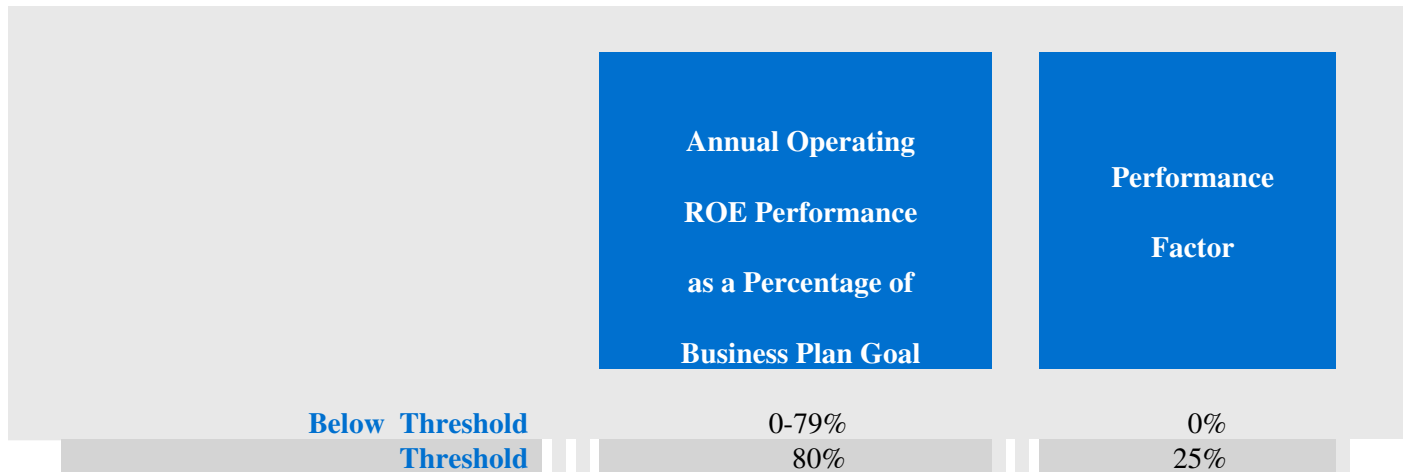 Annual Operating
ROE Performance
as a Percentage of
Business Plan Goal
Performance
Factor
Below Threshold 0-79% 0%
Threshold 80% 25%